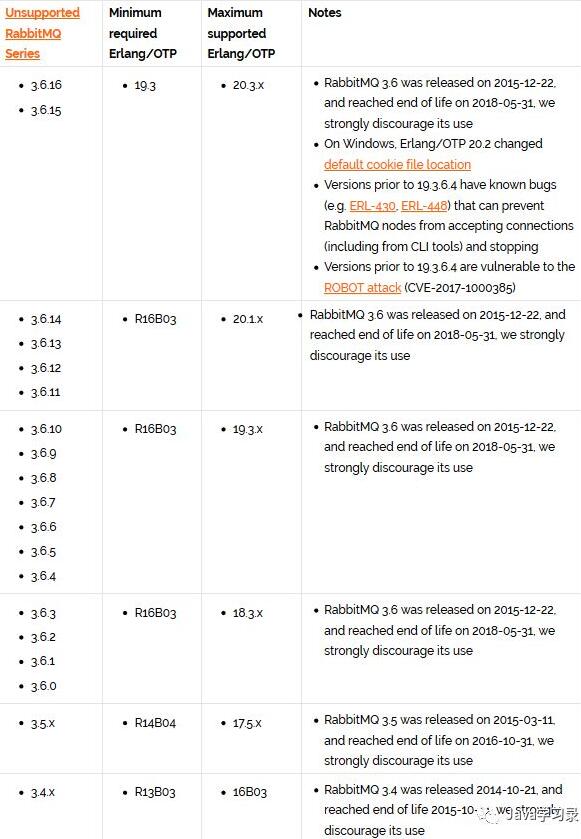 Unsupported
RabbitMQ
Series
Minimum
required
Erlang/OTP
Maximum
supported
Erlang/OTP
Notes
• 3.6.16
• 3.6.15
• 19.3
• 20.3.x
• RabbitMQ 3.6 was released on 2015-12-22,
and reached end of life on 2018-05-31, we
strongly discourage its use
• On Windows, Erlang/OTP 20.2 changed
default cookie file location
• Versions prior to 19.3.6.4 have known bugs
(e.g. ERL-430, ERL-448) that can prevent
RabbitMQ nodes from accepting connections
(including from CLI tools) and stopping
• Versions prior to 19.3.6.4 are vulnerable to the
ROBOT attack (CVE-2017-1000385)
• 3.6.14
• 3.6.13
• 3.6.12
• 3.6.11
• R16B03
• 20.1.x
• RabbitMQ 3.6 was released on 2015-12-22, and
reached end of life on 2018-05-31, we strongly
discourage its use
• 3.6.10
• 3.6.9
• 3.6.8
• 3.6.7
• 3.6.6
• 3.6.5
• 3.6.4
• R16B03
• 19.3.x
• RabbitMQ 3.6 was released on 2015-12-22,
and reached end of life on 2018-05-31, we
strongly discourage its use
• 3.6.3
• 3.6.2
• 3.6.1
• 3.6.0
• R16B03
• 18.3.x
• RabbitMQ 3.6 was released on 2015-12-22,
and reached end of life on 2018-05-31, we
strongly discourage its use
• 3.5.x
• R14B04
• 17.5.x
• RabbitMQ 3.5 was released on 2015-03-11,
and reached end of life on 2016-10-31, we
strongly discourage its use
• 3.4.x
• R13B03
• 16B03
• RabbitMQ 3.4 was released 2014-10-21, and
reached end of life 2015-10- we strongly
discourage its use
Java学习录